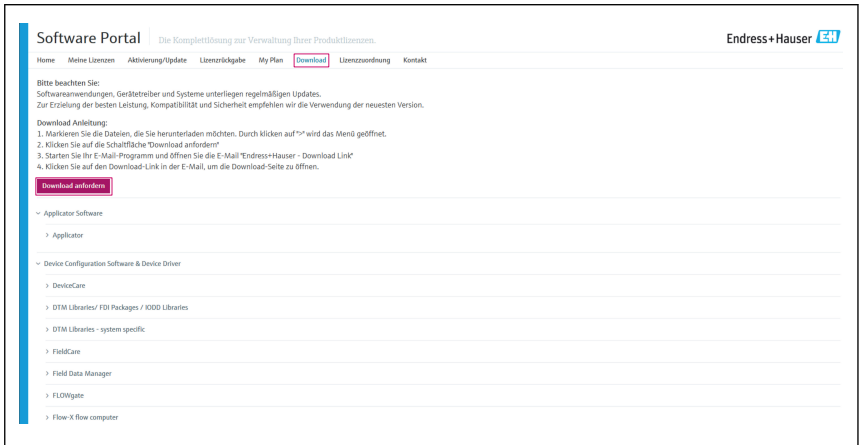 Software Portal Die Komplettlösung zur Verwaltung Ihrer Produktlizenzen. Endress+Hauser EH
Home Meine Lizenzen Aktivierung/Update Lizenzrückgabe My Plan Download Lizenzzuordnung Kontakt
Bitte beachten Sie:
Softwareanwendungen, Gerätetreiber und Systeme unterliegen regelmäßigen Updates.
Zur Erzielung der besten Leistung, Kompatibilität und Sicherheit empfehlen wir die Verwendung der neuesten Version.
Download Anleitung:
1. Markieren Sie die Dateien, die Sie herunterladen möchten. Durch klicken auf ">" wird das Menü geöffnet.
2. Klicken Sie auf die Schaltfläche "Download anfordern"
3. Starten Sie Ihr E-Mail-Programm und öffnen Sie die E-Mail "Endress+Hauser - Download Link"
4. Klicken Sie auf den Download-Link in der E-Mail, um die Download-Seite zu öffnen.
Download anfordern
Applicator Software
> Applicator
Device Configuration Software & Device Driver
> DeviceCare
> DTM Libraries/ FDI Packages / IODD Libraries
> DTM Libraries - system specific
> FieldCare
> Field Data Manager
> FLOWgate
> Flow-X flow computer